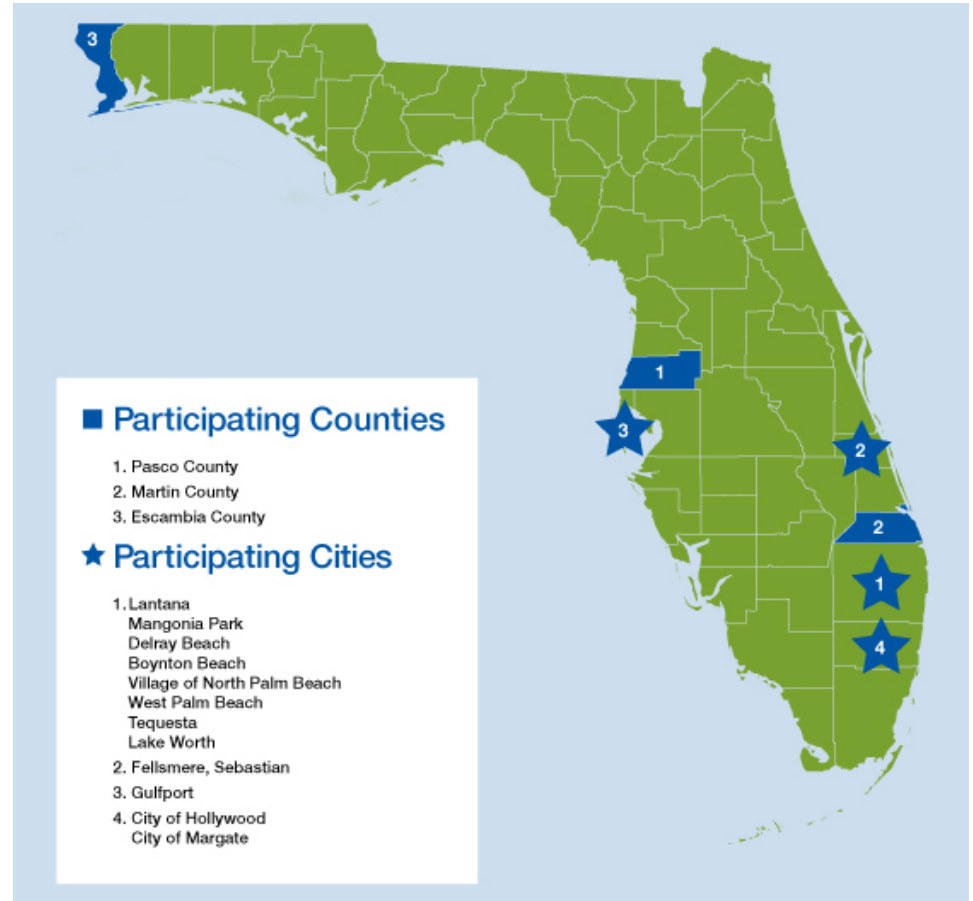 3
1
3
2
2
1
4
Participating Counties
1. Pasco County
2. Martin County
3. Escambia County
Participating Cities
1. Lantana
Mangonia Park
Delray Beach
Boynton Beach
Village of North Palm Beach
West Palm Beach
Tequesta
Lake Worth
2. Fellsmere, Sebastian
3. Gulfport
4. City of Hollywood
City of Margate